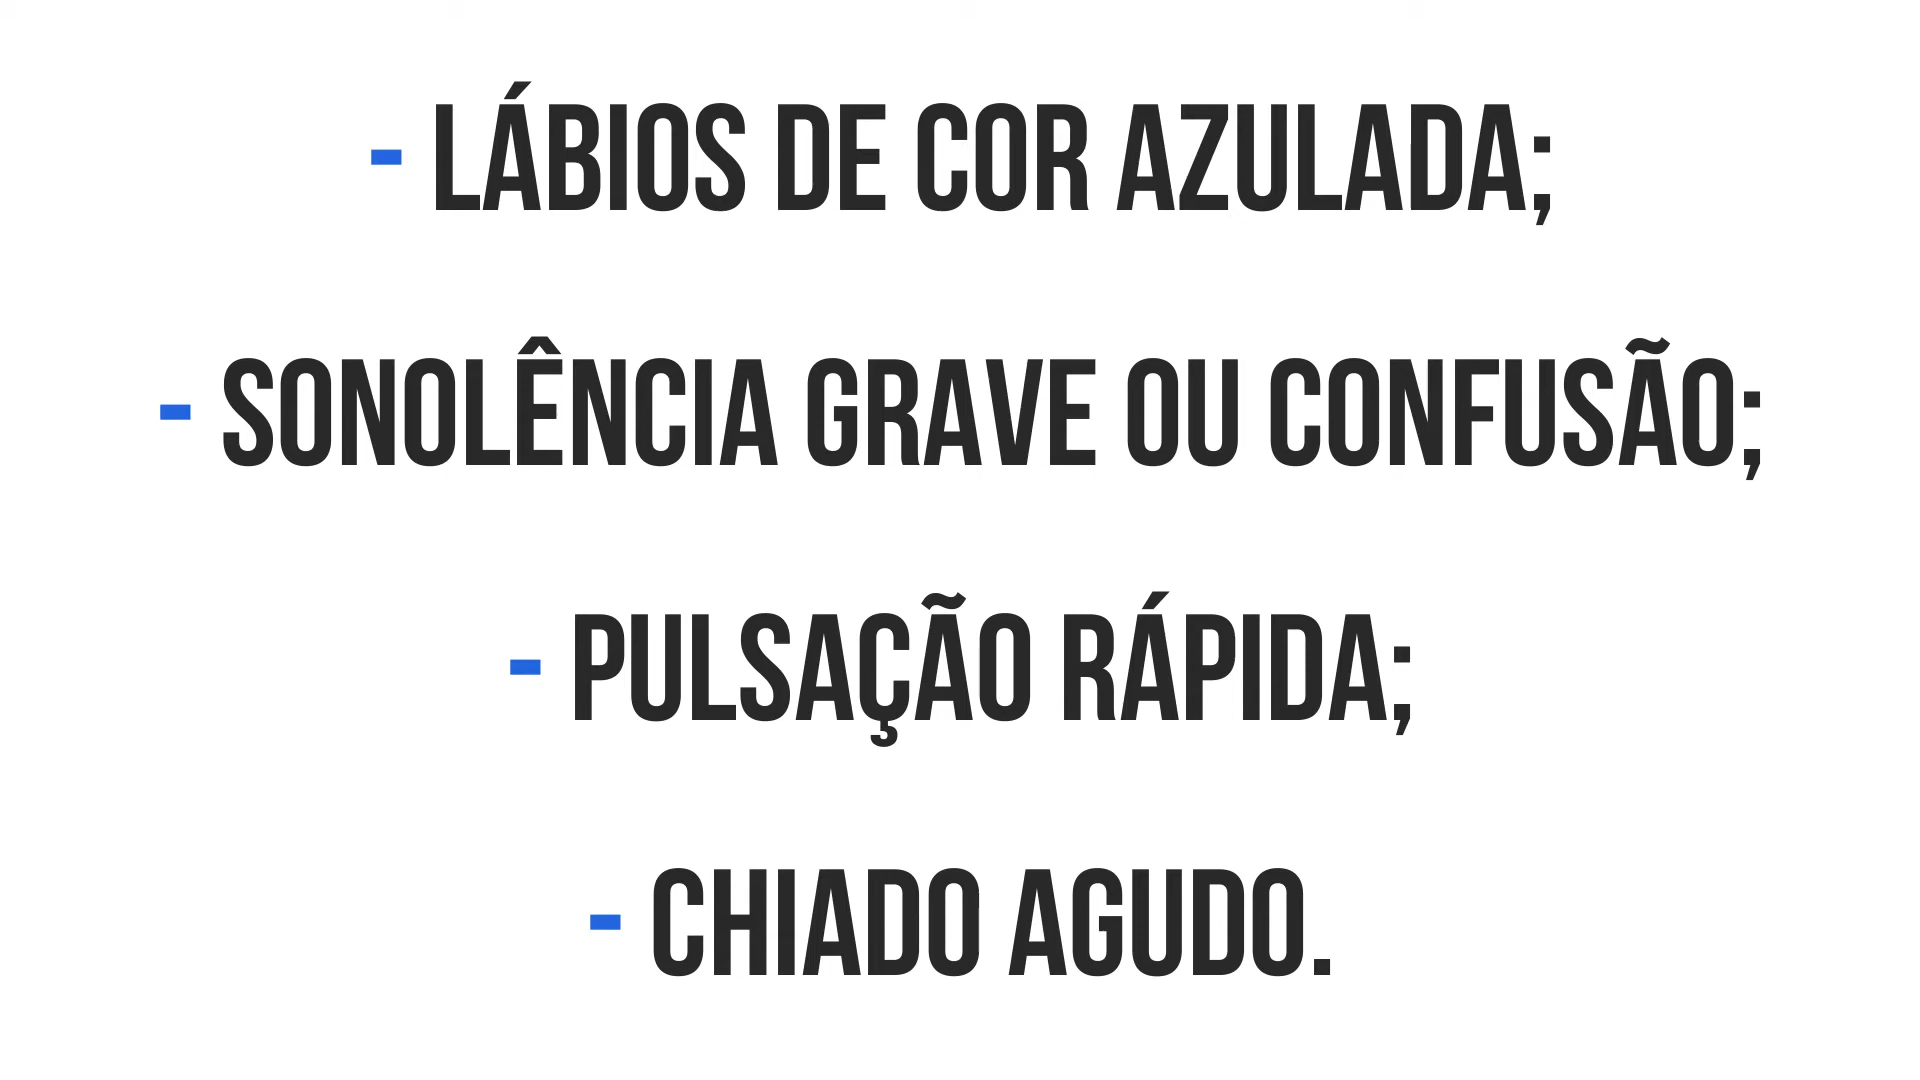 - LÁBIOS DE COR AZULADA;
- SONOLÊNCIA GRAVE OU CONFUSÃO;
- PULSAÇÃO RÁPIDA;
- CHIADO AGUDO.